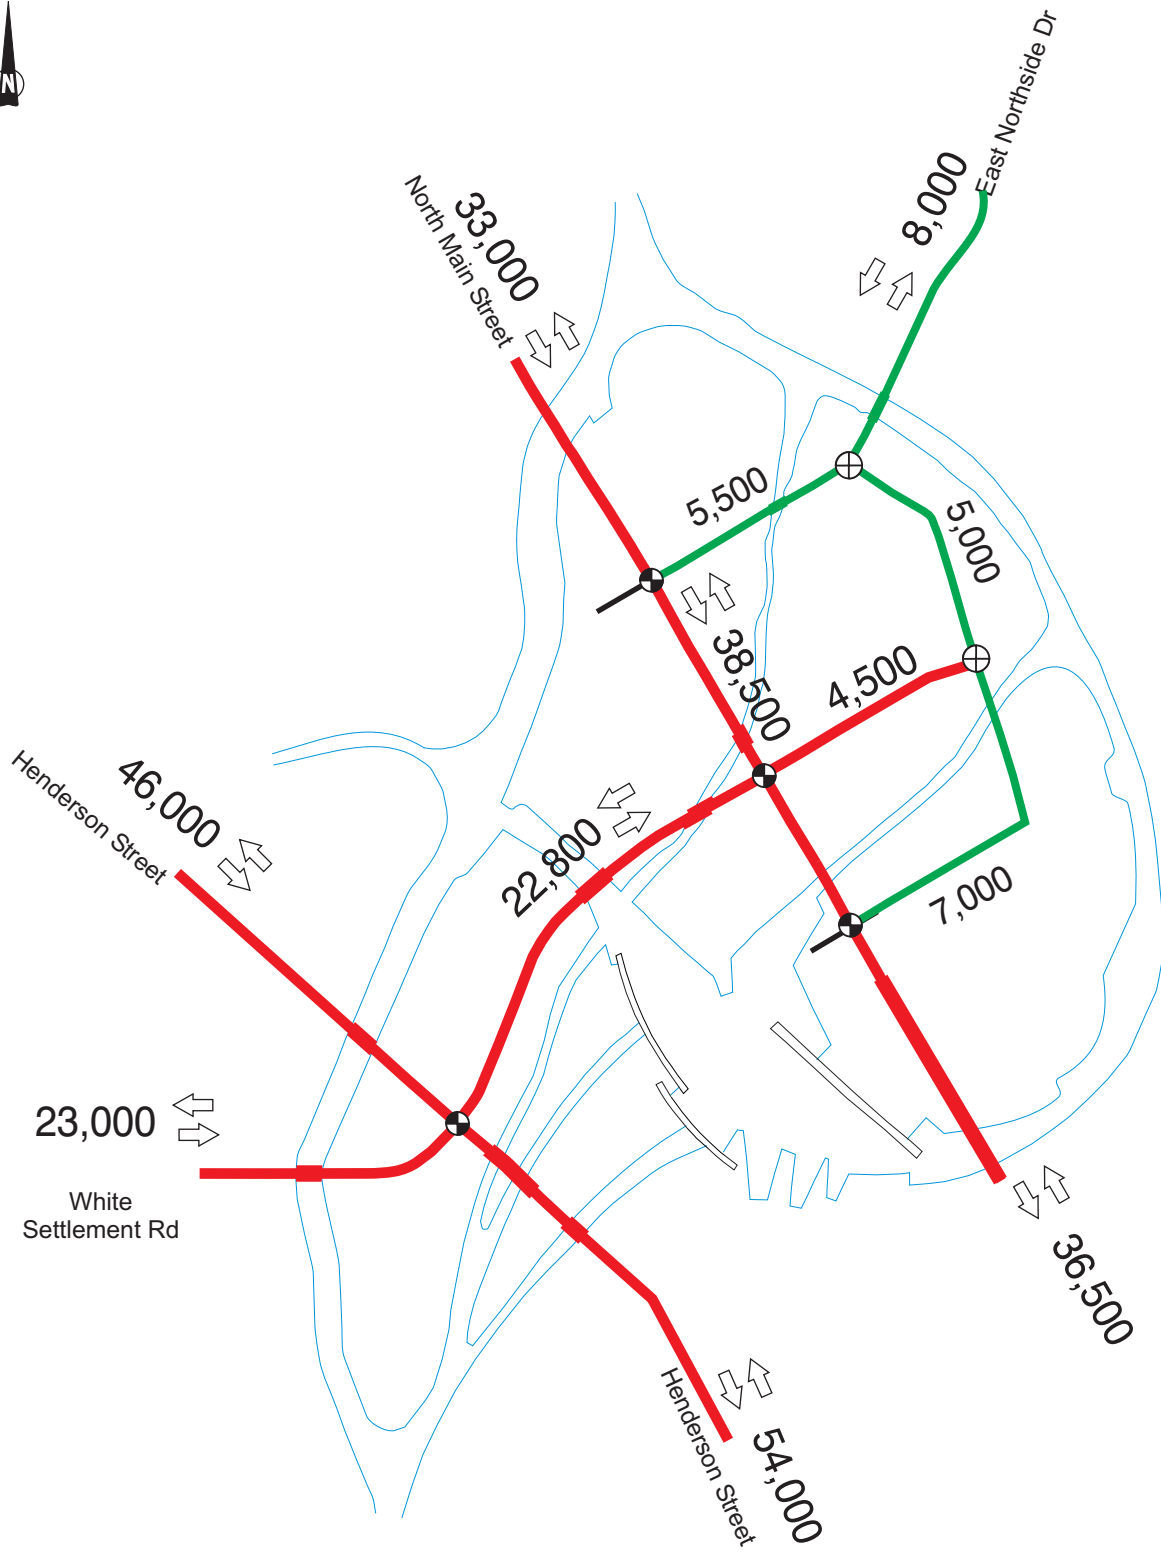 N
East Northside Dr
8,000
North Main Street
33,000
5,500
5,000
38,500
4,500
Henderson Street
46,000
22,800
7,000
23,000
White
Settlement Rd
36,500
Henderson Street
54,000